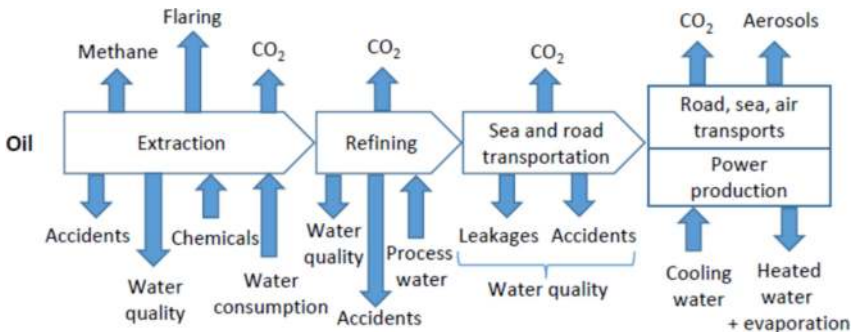 Flaring
Methane
CO2
CO2
CO2
CO2
Aerosols
Oil
Extraction
Refining
Sea and road
transportation
Road, sea, air
transports
Power
production
Accidents
Water
quality
Chemicals
Water
consumption
Water
quality
Accidents
Process
water
Leakages
Accidents
Water quality
Cooling
water
Heated
water
+ evaporation